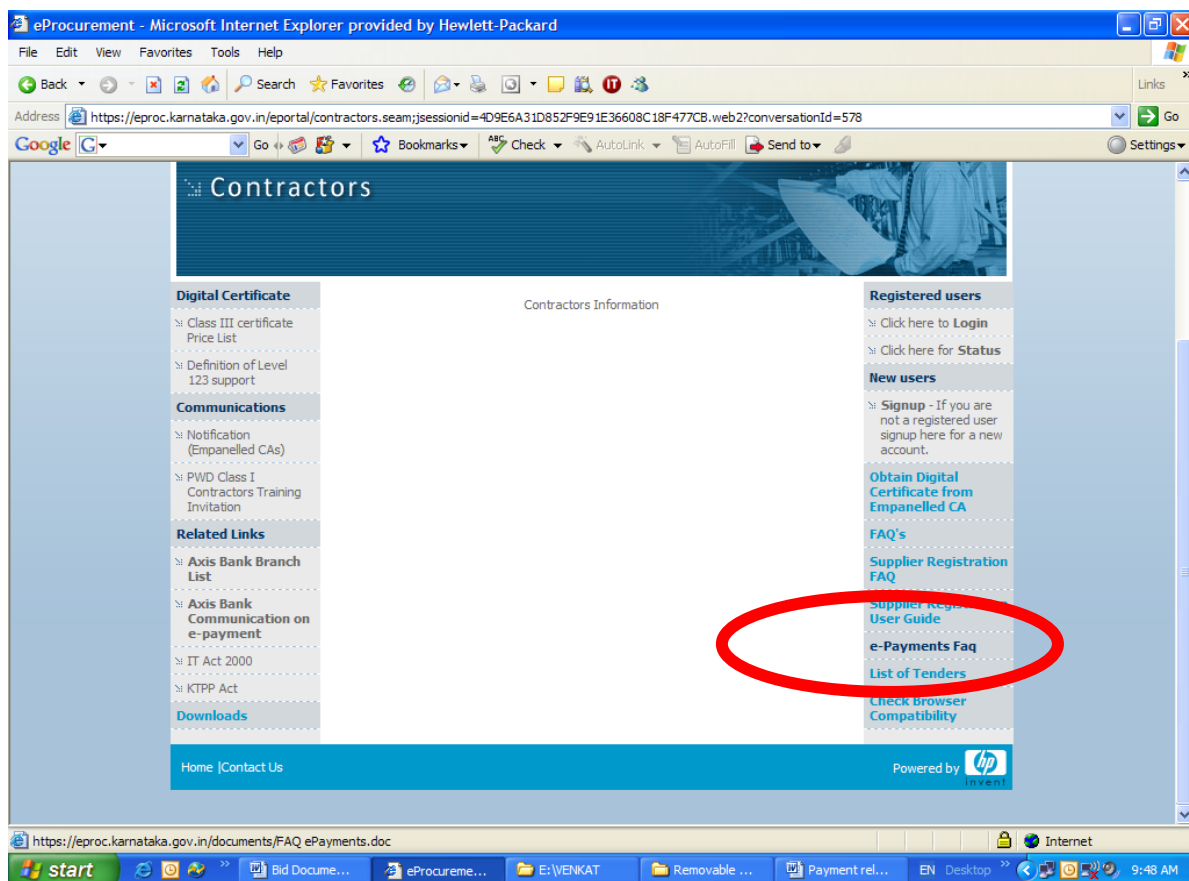 eProcurement - Microsoft Internet Explorer provided by Hewlett-Packard
File Edit View Favorites Tools Help
Back Search Favorites Links »
Address https://eproc.karnataka.gov.in/eportal/contractors.seam;jsessionid=4D9E6A31D852F9E91E36608C18F477CB.web2?conversationId=578 Go
Google G Go Bookmarks ABC Check AutoLink AutoFill Send to Settings
Contractors
Digital Certificate
Class III certificate
Price List
Definition of Level
123 support
Communications
Notification
(Empanelled CAs)
PWD Class I
Contractors Training
Invitation
Related Links
Axis Bank Branch
List
Axis Bank
Communication on
e-payment
IT Act 2000
KTPP Act
Downloads
Contractors Information
Registered users
Click here to Login
Click here for Status
New users
Signup - If you are
not a registered user
signup here for a new
account.
Obtain Digital
Certificate from
Empanelled CA
FAQ's
Supplier Registration
FAQ
Supplier Registration
User Guide
e-Payments Faq
List of Tenders
Check Browser
Compatibility
Home |Contact Us
Powered by hp
invent
https://eproc.karnataka.gov.in/documents/FAQ ePayments.doc Internet
start » Bid Docume... eProcureme... E:\VENKAT Removable ... Payment rel... EN Desktop » 9:48 AM